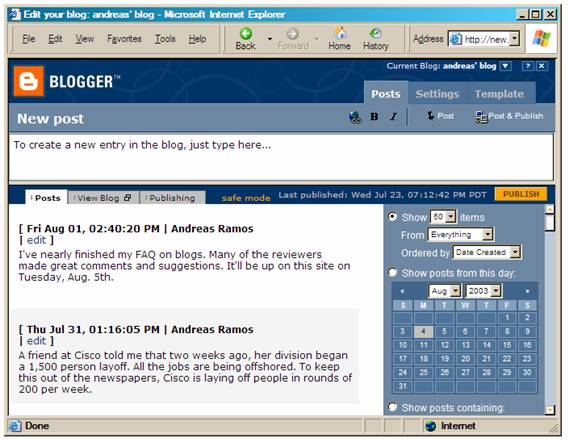 Edit your blog: andreas' blog - Microsoft Internet Explorer
File Edit View Favorites Tools Help
Back Forward Home History
Address http://new.
BLOGGER™
Current Blog: andreas' blog
? x
Posts Settings Template
New post
B I Post Post & Publish
To create a new entry in the blog, just type here...
: Posts : View Blog : Publishing
safe mode Last published: Wed Jul 23, 07:12:42 PM PDT PUBLISH
[ Fri Aug 01, 02:40:20 PM | Andreas Ramos
| edit ]
I've nearly finished my FAQ on blogs. Many of the reviewers
made great comments and suggestions. It'll be up on this site on
Tuesday, Aug. 5th.
[ Thu Jul 31, 01:16:05 PM | Andreas Ramos
| edit ]
A friend at Cisco told me that two weeks ago, her division began
a 1,500 person layoff. All the jobs are being offshored. To keep
this out of the newspapers, Cisco is laying off people in rounds of
200 per week.
Show 50 items
From Everything
Ordered by Date Created
Show posts from this day:
« Aug 2003 »
S M T W T F S
1 2
3 4 5 6 7 8 9
10 11 12 13 14 15 16
17 18 19 20 21 22 23
24 25 26 27 28 29 30
31
Show posts containing:
Done
Internet